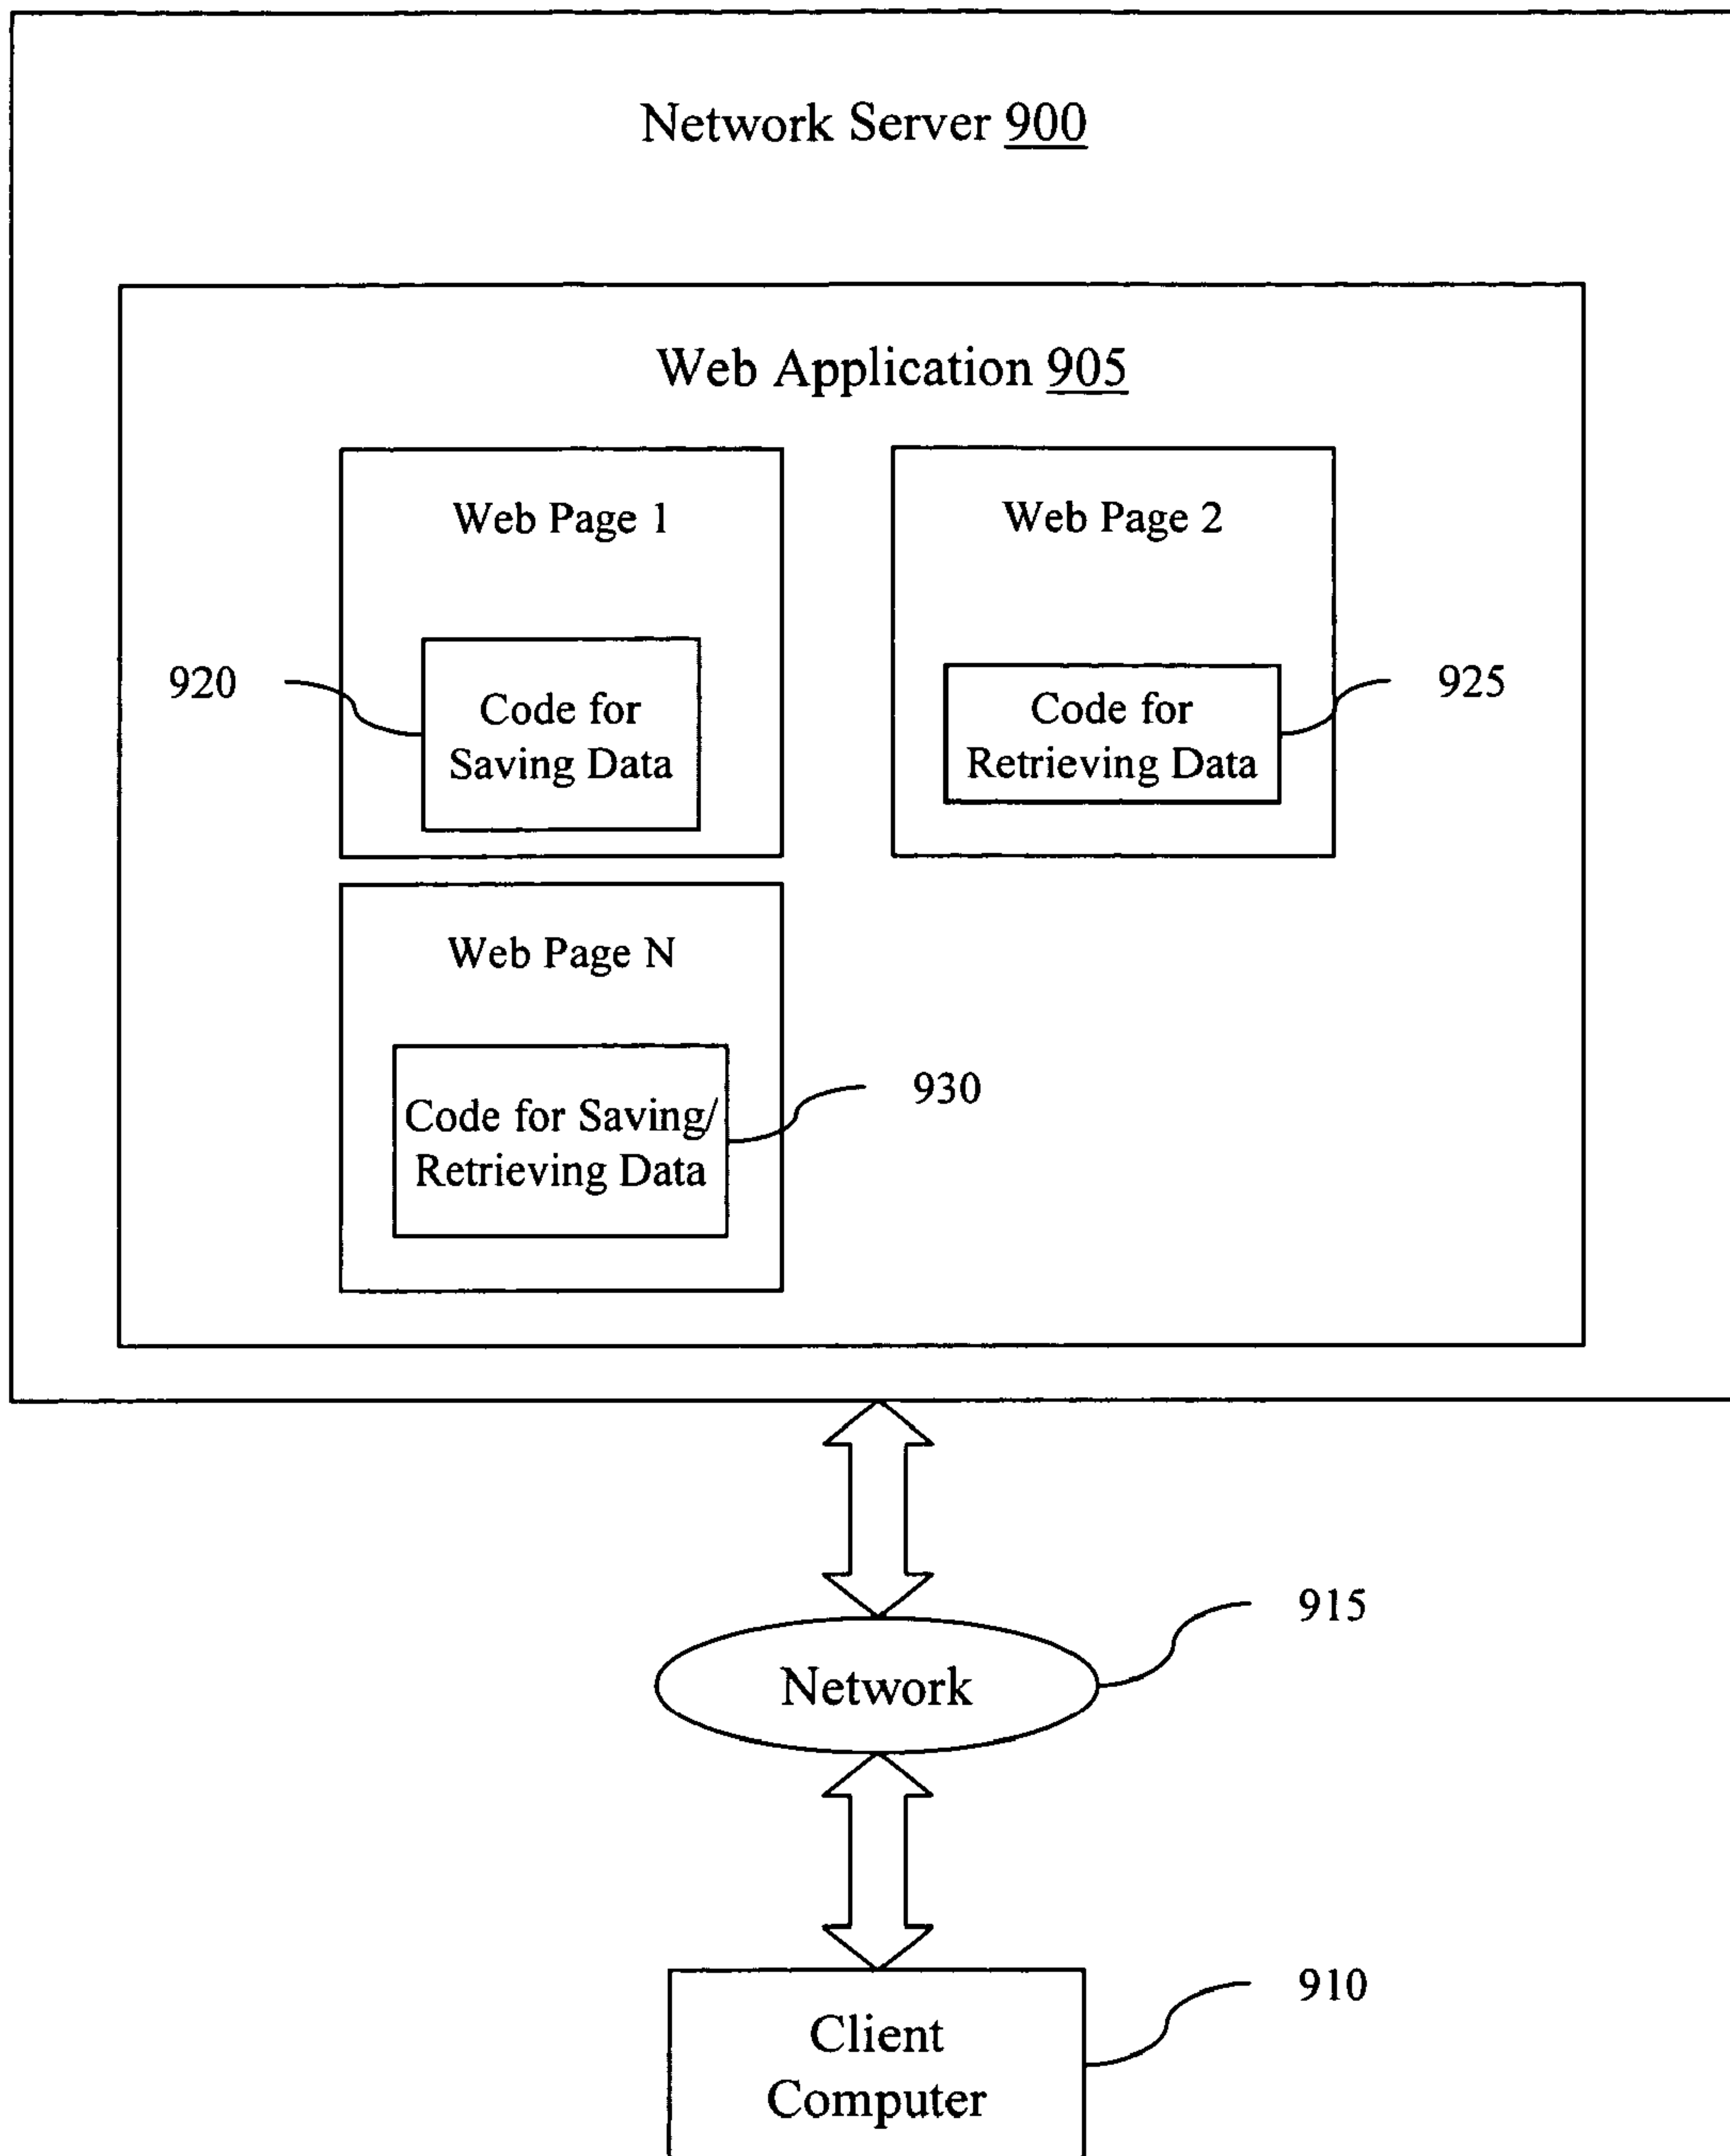 Network Server 900
Web Application 905
Web Page 1
920
Code for
Saving Data
Web Page 2
Code for
Retrieving Data
925
Web Page N
Code for Saving/
Retrieving Data
930
Network
915
Client
Computer
910